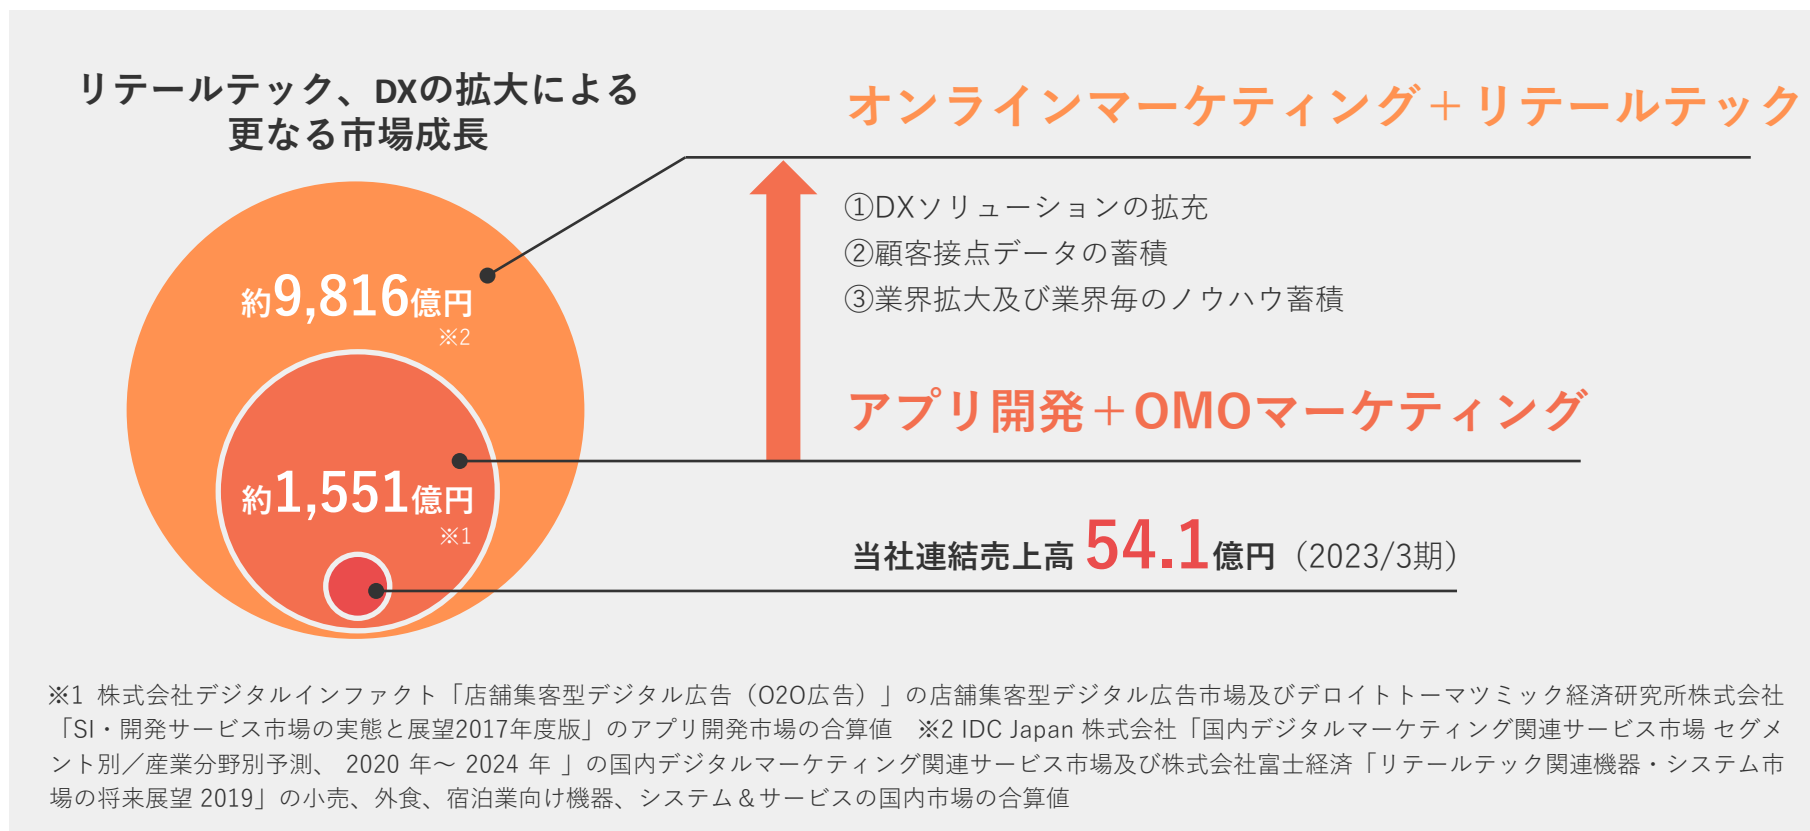 リテールテック、DXの拡大による
更なる市場成長
オンラインマーケティング＋リテールテック
①DXソリューションの拡充
②顧客接点データの蓄積
③業界拡大及び業界毎のノウハウ蓄積
約9,816億円
※2
アプリ開発＋OMOマーケティング
約1,551億円
※1
当社連結売上高 54.1億円（2023/3期）
※1 株式会社デジタルインファクト「店舗集客型デジタル広告（O2O広告）」の店舗集客型デジタル広告市場及びデロイトトーマツミック経済研究所株式会社
「SI・開発サービス市場の実態と展望2017年度版」のアプリ開発市場の合算値　※2 IDC Japan 株式会社「国内デジタルマーケティング関連サービス市場 セグメ
ント別／産業分野別予測、 2020 年～ 2024 年 」の国内デジタルマーケティング関連サービス市場及び株式会社富士経済「リテールテック関連機器・システム市
場の将来展望 2019」の小売、外食、宿泊業向け機器、システム＆サービスの国内市場の合算値